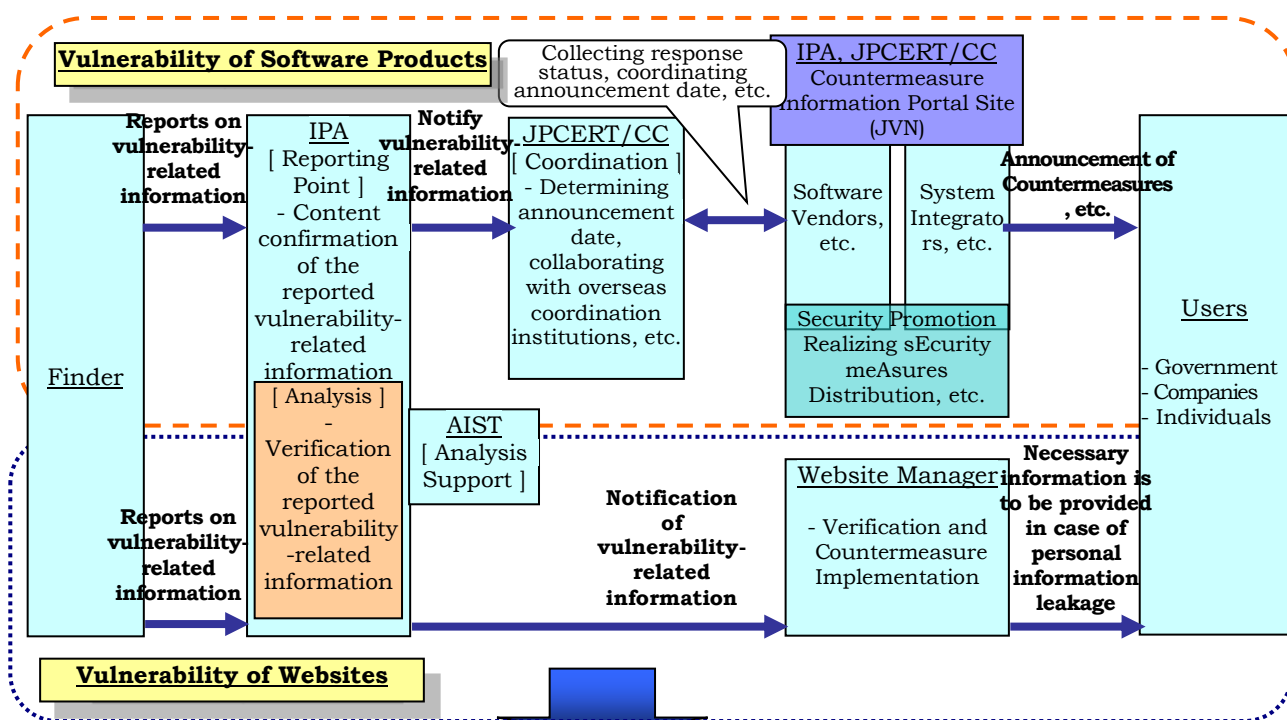 Vulnerability of Software Products
Collecting response
status, coordinating
announcement date, etc.
IPA, JPCERT/CC
Countermeasure
Information Portal Site
(JVN)
Finder
Reports on
vulnerability-
related
information
IPA
[ Reporting
Point ]
- Content
confirmation
of the
reported
vulnerability-
related
information
[ Analysis ]
-
Verification
of the
reported
vulnerability
-related
information
Notify
vulnerability-
related
information
JPCERT/CC
[ Coordination ]
- Determining
announcement
date,
collaborating
with overseas
coordination
institutions, etc.
Software
Vendors,
etc.
System
Integrato
rs, etc.
Security Promotion
Realizing sEcurity
meAsures
Distribution, etc.
Announcement of
Countermeasures
, etc.
Users
- Government
- Companies
- Individuals
AIST
[ Analysis
Support ]
Reports on
vulnerability-
related
information
Notification
of
vulnerability-
related
information
Website Manager
- Verification and
Countermeasure
Implementation
Necessary
information is
to be provided
in case of
personal
information
leakage
Vulnerability of Websites